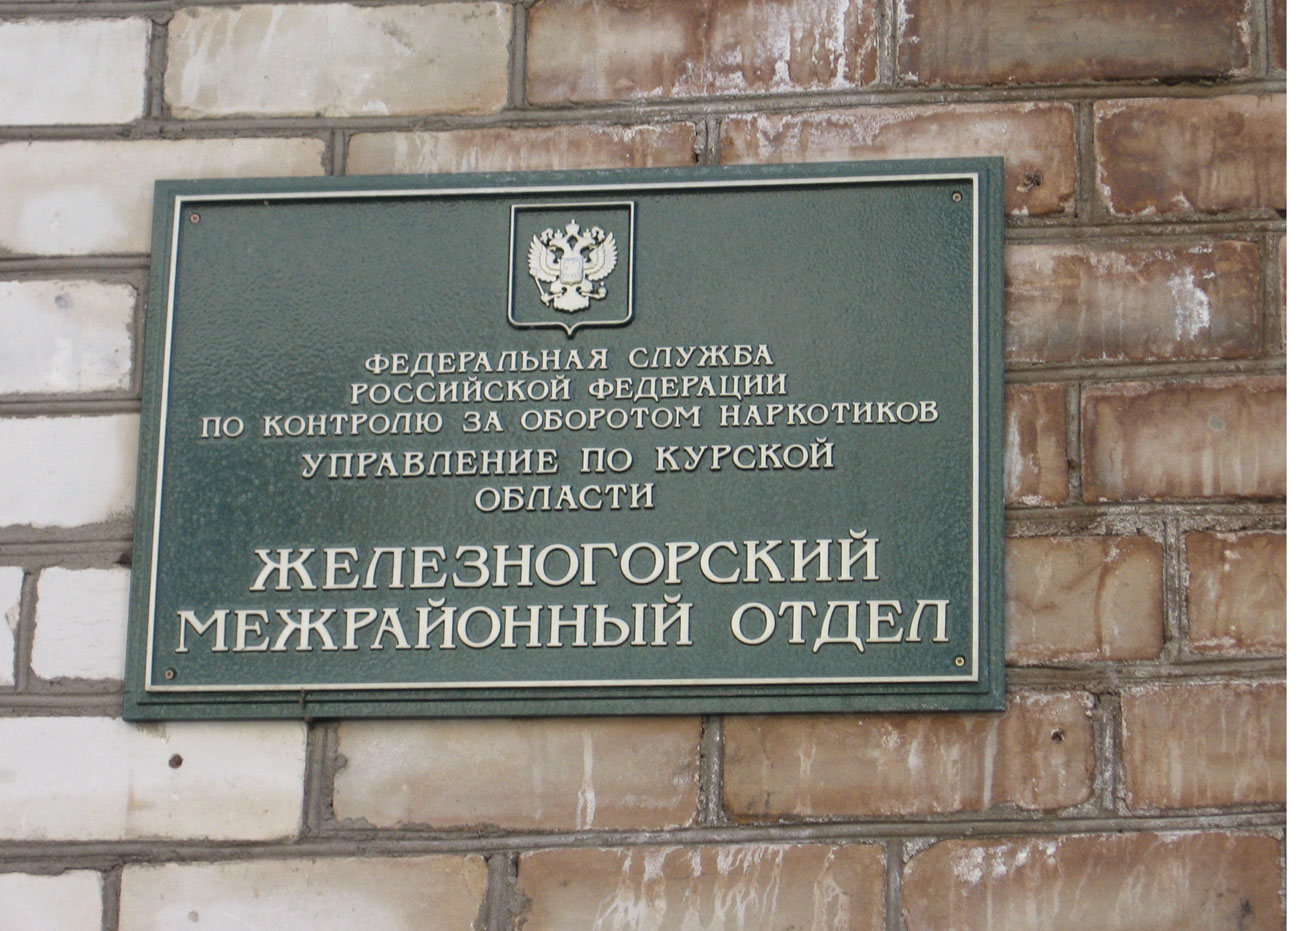 ФЕДЕРАЛЬНАЯ СЛУЖБА
РОССИЙСКОЙ ФЕДЕРАЦИИ
ПО КОНТРОЛЮ ЗА ОБОРОТОМ НАРКОТИКОВ
УПРАВЛЕНИЕ ПО КУРСКОЙ
ОБЛАСТИ
ЖЕЛЕЗНОГОРСКИЙ
МЕЖРАЙОННЫЙ ОТДЕЛ